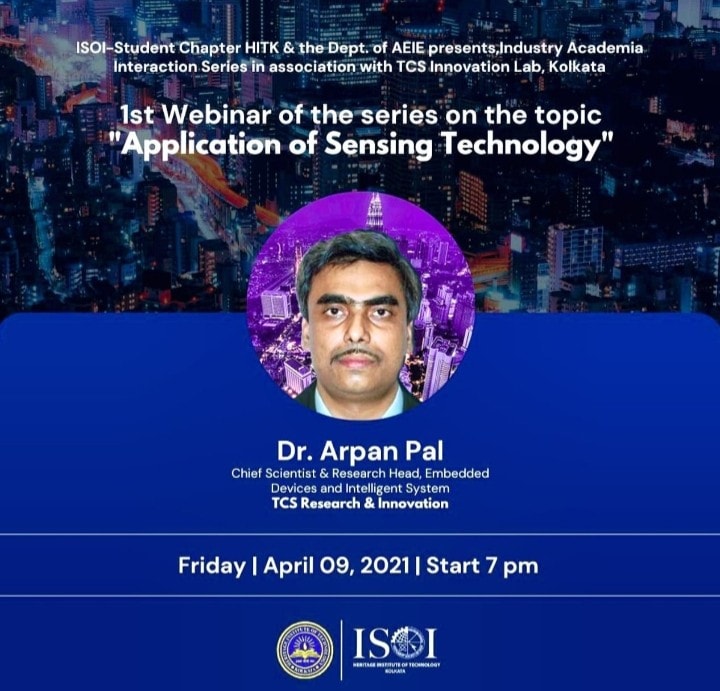 ISOI-Student Chapter HITK & the Dept. of AEIE presents,Industry Academia
Interaction Series in association with TCS Innovation Lab, Kolkata
1st Webinar of the series on the topic
"Application of Sensing Technology"
Dr. Arpan Pal
Chief Scientist & Research Head, Embedded
Devices and Intelligent System
TCS Research & Innovation
Friday | April 09, 2021 | Start 7 pm
ISOI
HERITAGE INSTITUTE OF TECHNOLOGY
KOLKATA